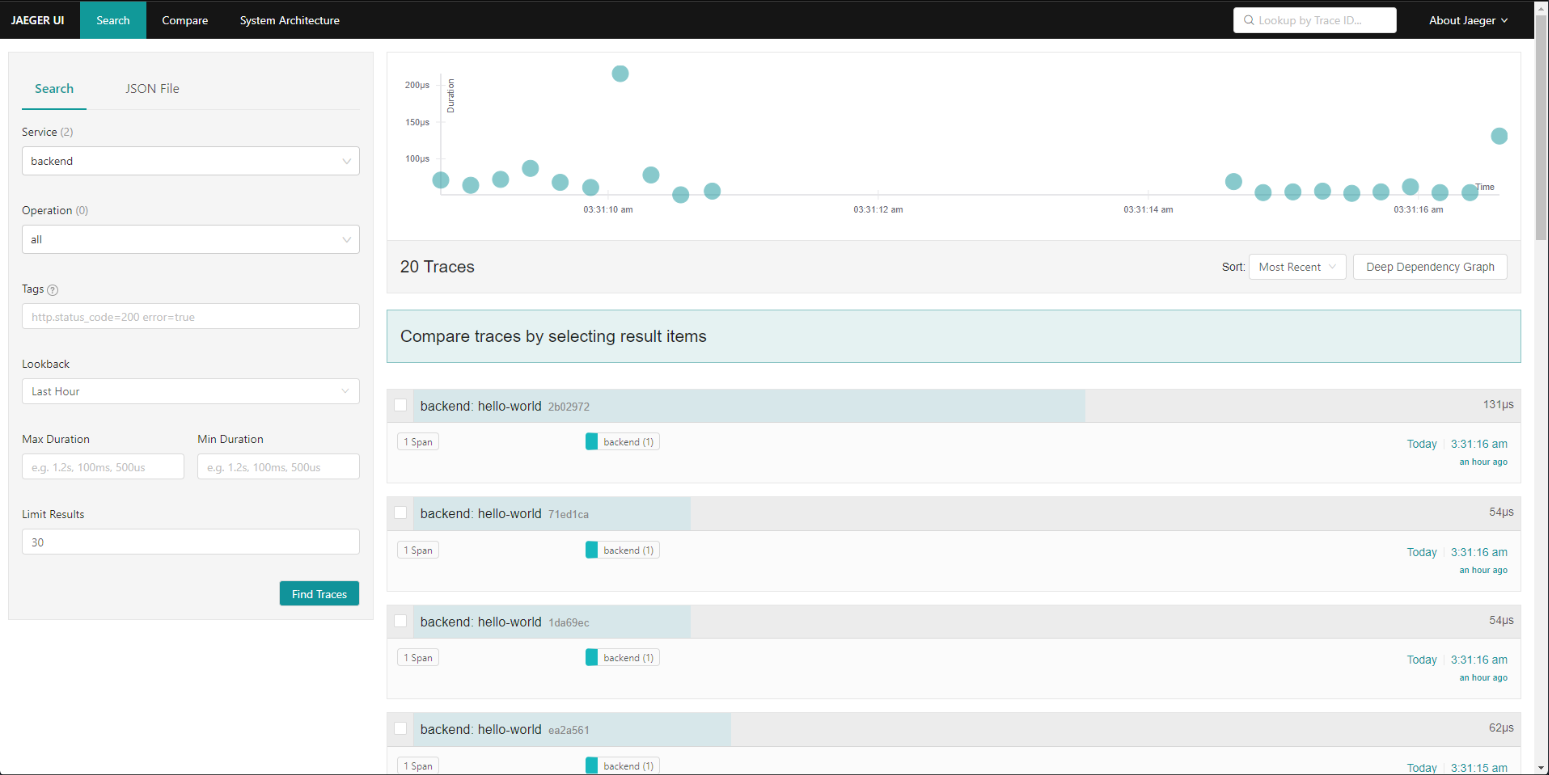 JAEGER UI Search Compare System Architecture Lookup by Trace ID... About Jaeger
Search JSON File
Service (2)
backend
Operation (0)
all
Tags ?
http.status_code=200 error=true
Lookback
Last Hour
Max Duration Min Duration
e.g. 1.2s, 100ms, 500us e.g. 1.2s, 100ms, 500us
Limit Results
30
Find Traces
Duration
200μs
150μs
100μs
Time
03:31:10 am 03:31:12 am 03:31:14 am 03:31:16 am
20 Traces Sort: Most Recent Deep Dependency Graph
Compare traces by selecting result items
backend: hello-world 2b02972 131μs
1 Span backend (1) Today 3:31:16 am
an hour ago
backend: hello-world 71ed1ca 54μs
1 Span backend (1) Today 3:31:16 am
an hour ago
backend: hello-world 1da69ec 54μs
1 Span backend (1) Today 3:31:16 am
an hour ago
backend: hello-world ea2a561 62μs
1 Span backend (1) Today 3:31:15 am